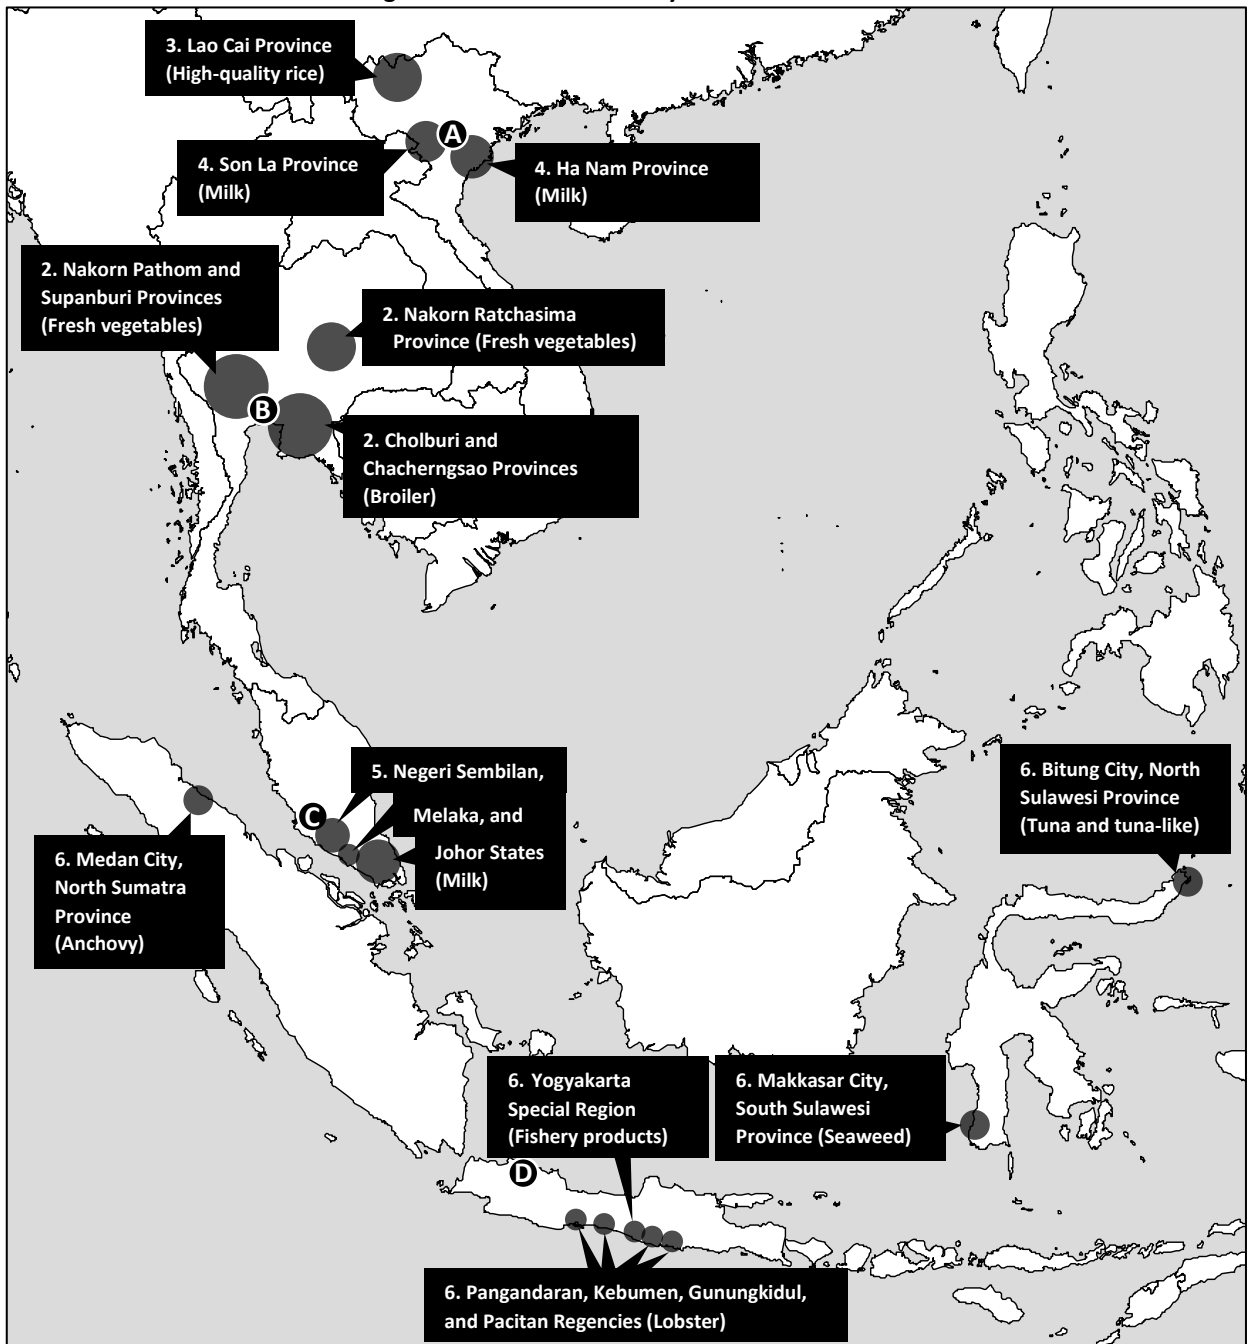 3. Lao Cai Province
(High-quality rice)
A
4. Son La Province
(Milk)
4. Ha Nam Province
(Milk)
2. Nakorn Pathom and
Supanburi Provinces
(Fresh vegetables)
2. Nakorn Ratchasima
Province (Fresh vegetables)
B
2. Cholburi and
Chacherngsao Provinces
(Broiler)
5. Negeri Sembilan,
Melaka, and
Johor States
(Milk)
C
6. Bitung City, North
Sulawesi Province
(Tuna and tuna-like)
6. Medan City,
North Sumatra
Province
(Anchovy)
6. Yogyakarta
Special Region
(Fishery products)
6. Makkasar City,
South Sulawesi
Province (Seaweed)
D
6. Pangandaran, Kebumen, Gunungkidul,
and Pacitan Regencies (Lobster)